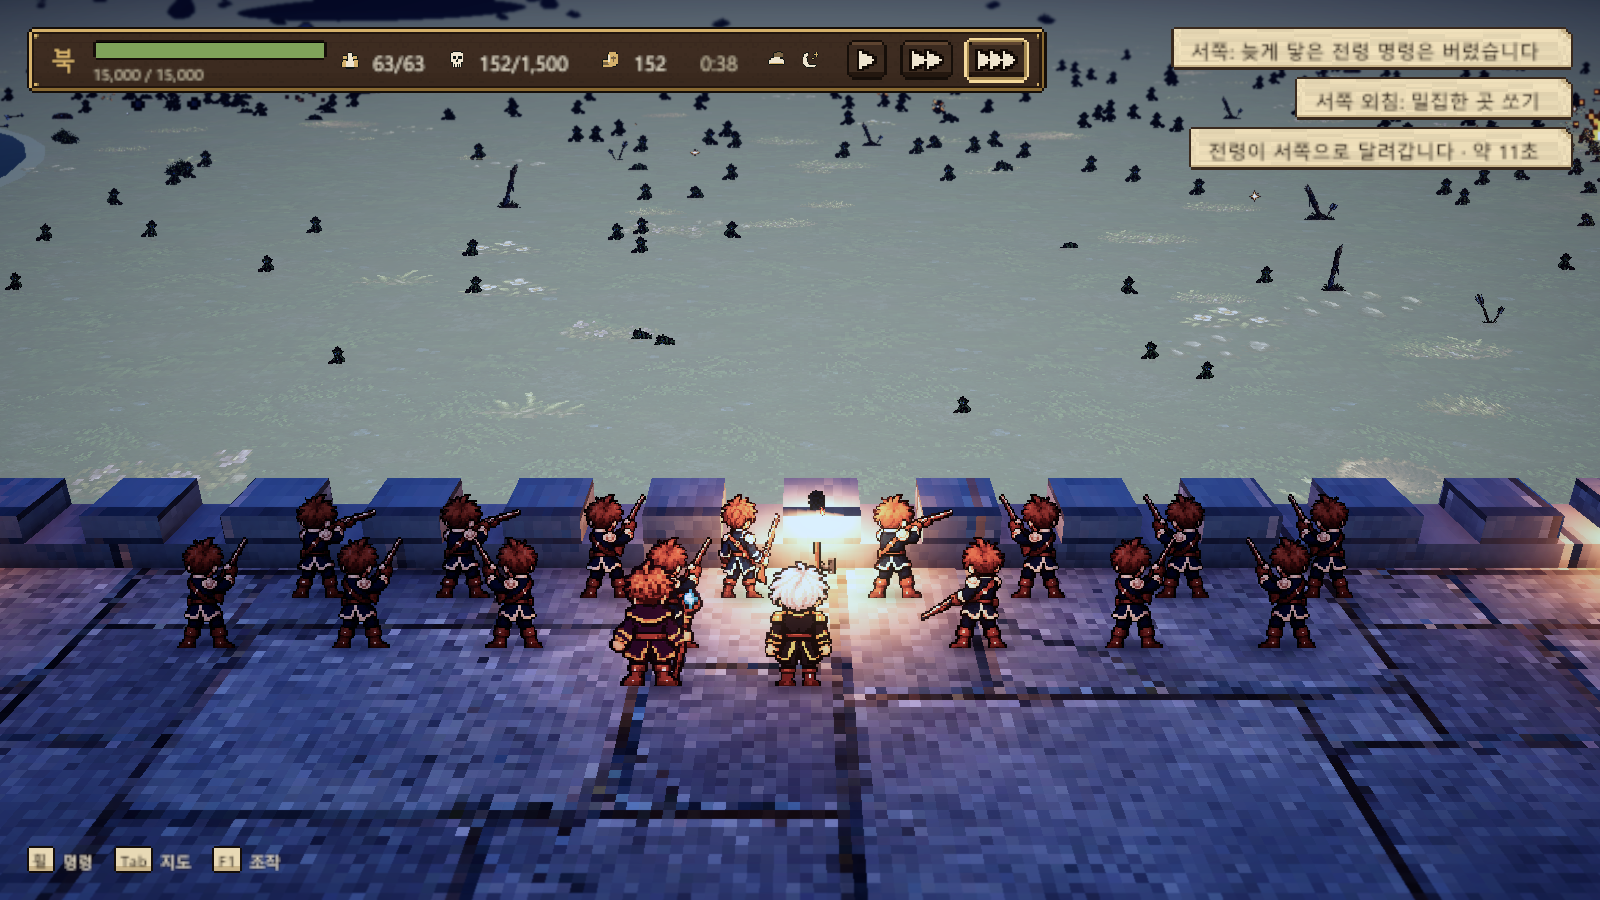 북
15,000 / 15,000
63/63
152/1,500
152
0:38
서쪽: 늦게 닿은 전령 명령은 버렸습니다
서쪽 외침: 밀집한 곳 쏘기
전령이 서쪽으로 달려갑니다 · 약 11초
휠 명령 Tab 지도 F1 조작